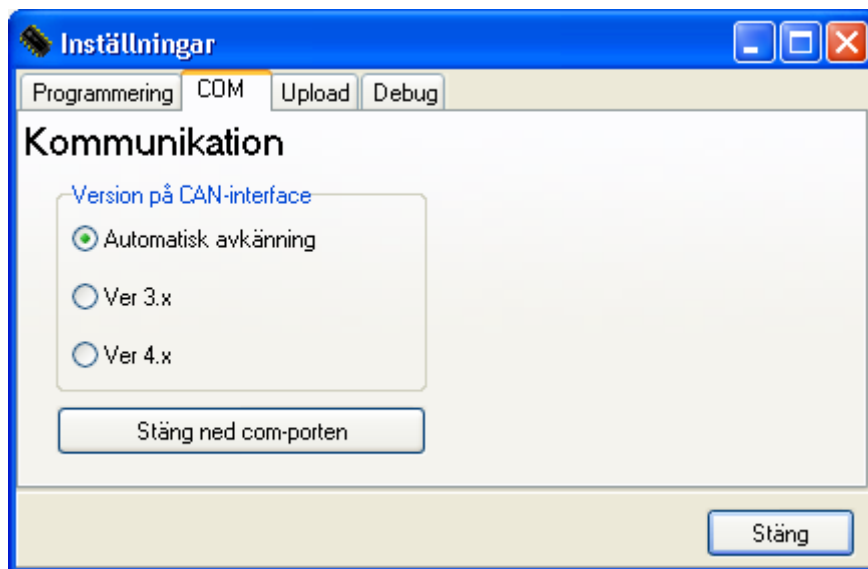 Inställningar
Programmering COM Upload Debug
Kommunikation
Version på CAN-interface
Automatisk avkänning
Ver 3.x
Ver 4.x
Stäng ned com-porten
Stäng